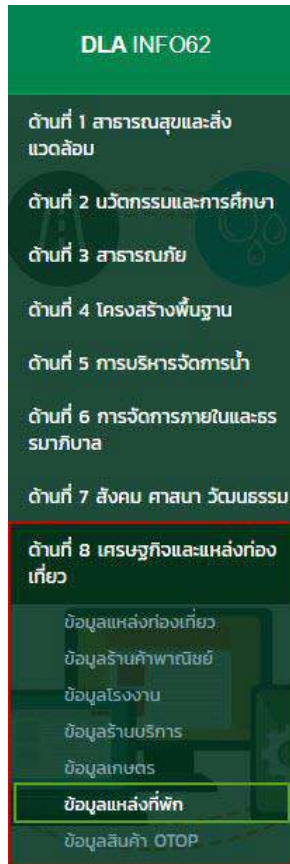 DLA INFO62
ด้านที่ 1 สาธารณสุขและสิ่ง
แวดล้อม
ด้านที่ 2 นวัตกรรมและการศึกษา
ด้านที่ 3 สาธารณภัย
ด้านที่ 4 โครงสร้างพื้นฐาน
ด้านที่ 5 การบริหารจัดการน้ำ
ด้านที่ 6 การจัดการภายในและธร
รมาภิบาล
ด้านที่ 7 สังคม ศาสนา วัฒนธรรม
ด้านที่ 8 เศรษฐกิจและแหล่งท่อง
เที่ยว
ข้อมูลแหล่งท่องเที่ยว
ข้อมูลร้านค้าพาณิชย์
ข้อมูลโรงงาน
ข้อมูลร้านบริการ
ข้อมูลเกษตร
ข้อมูลแหล่งที่พัก
ข้อมูลสินค้า OTOP